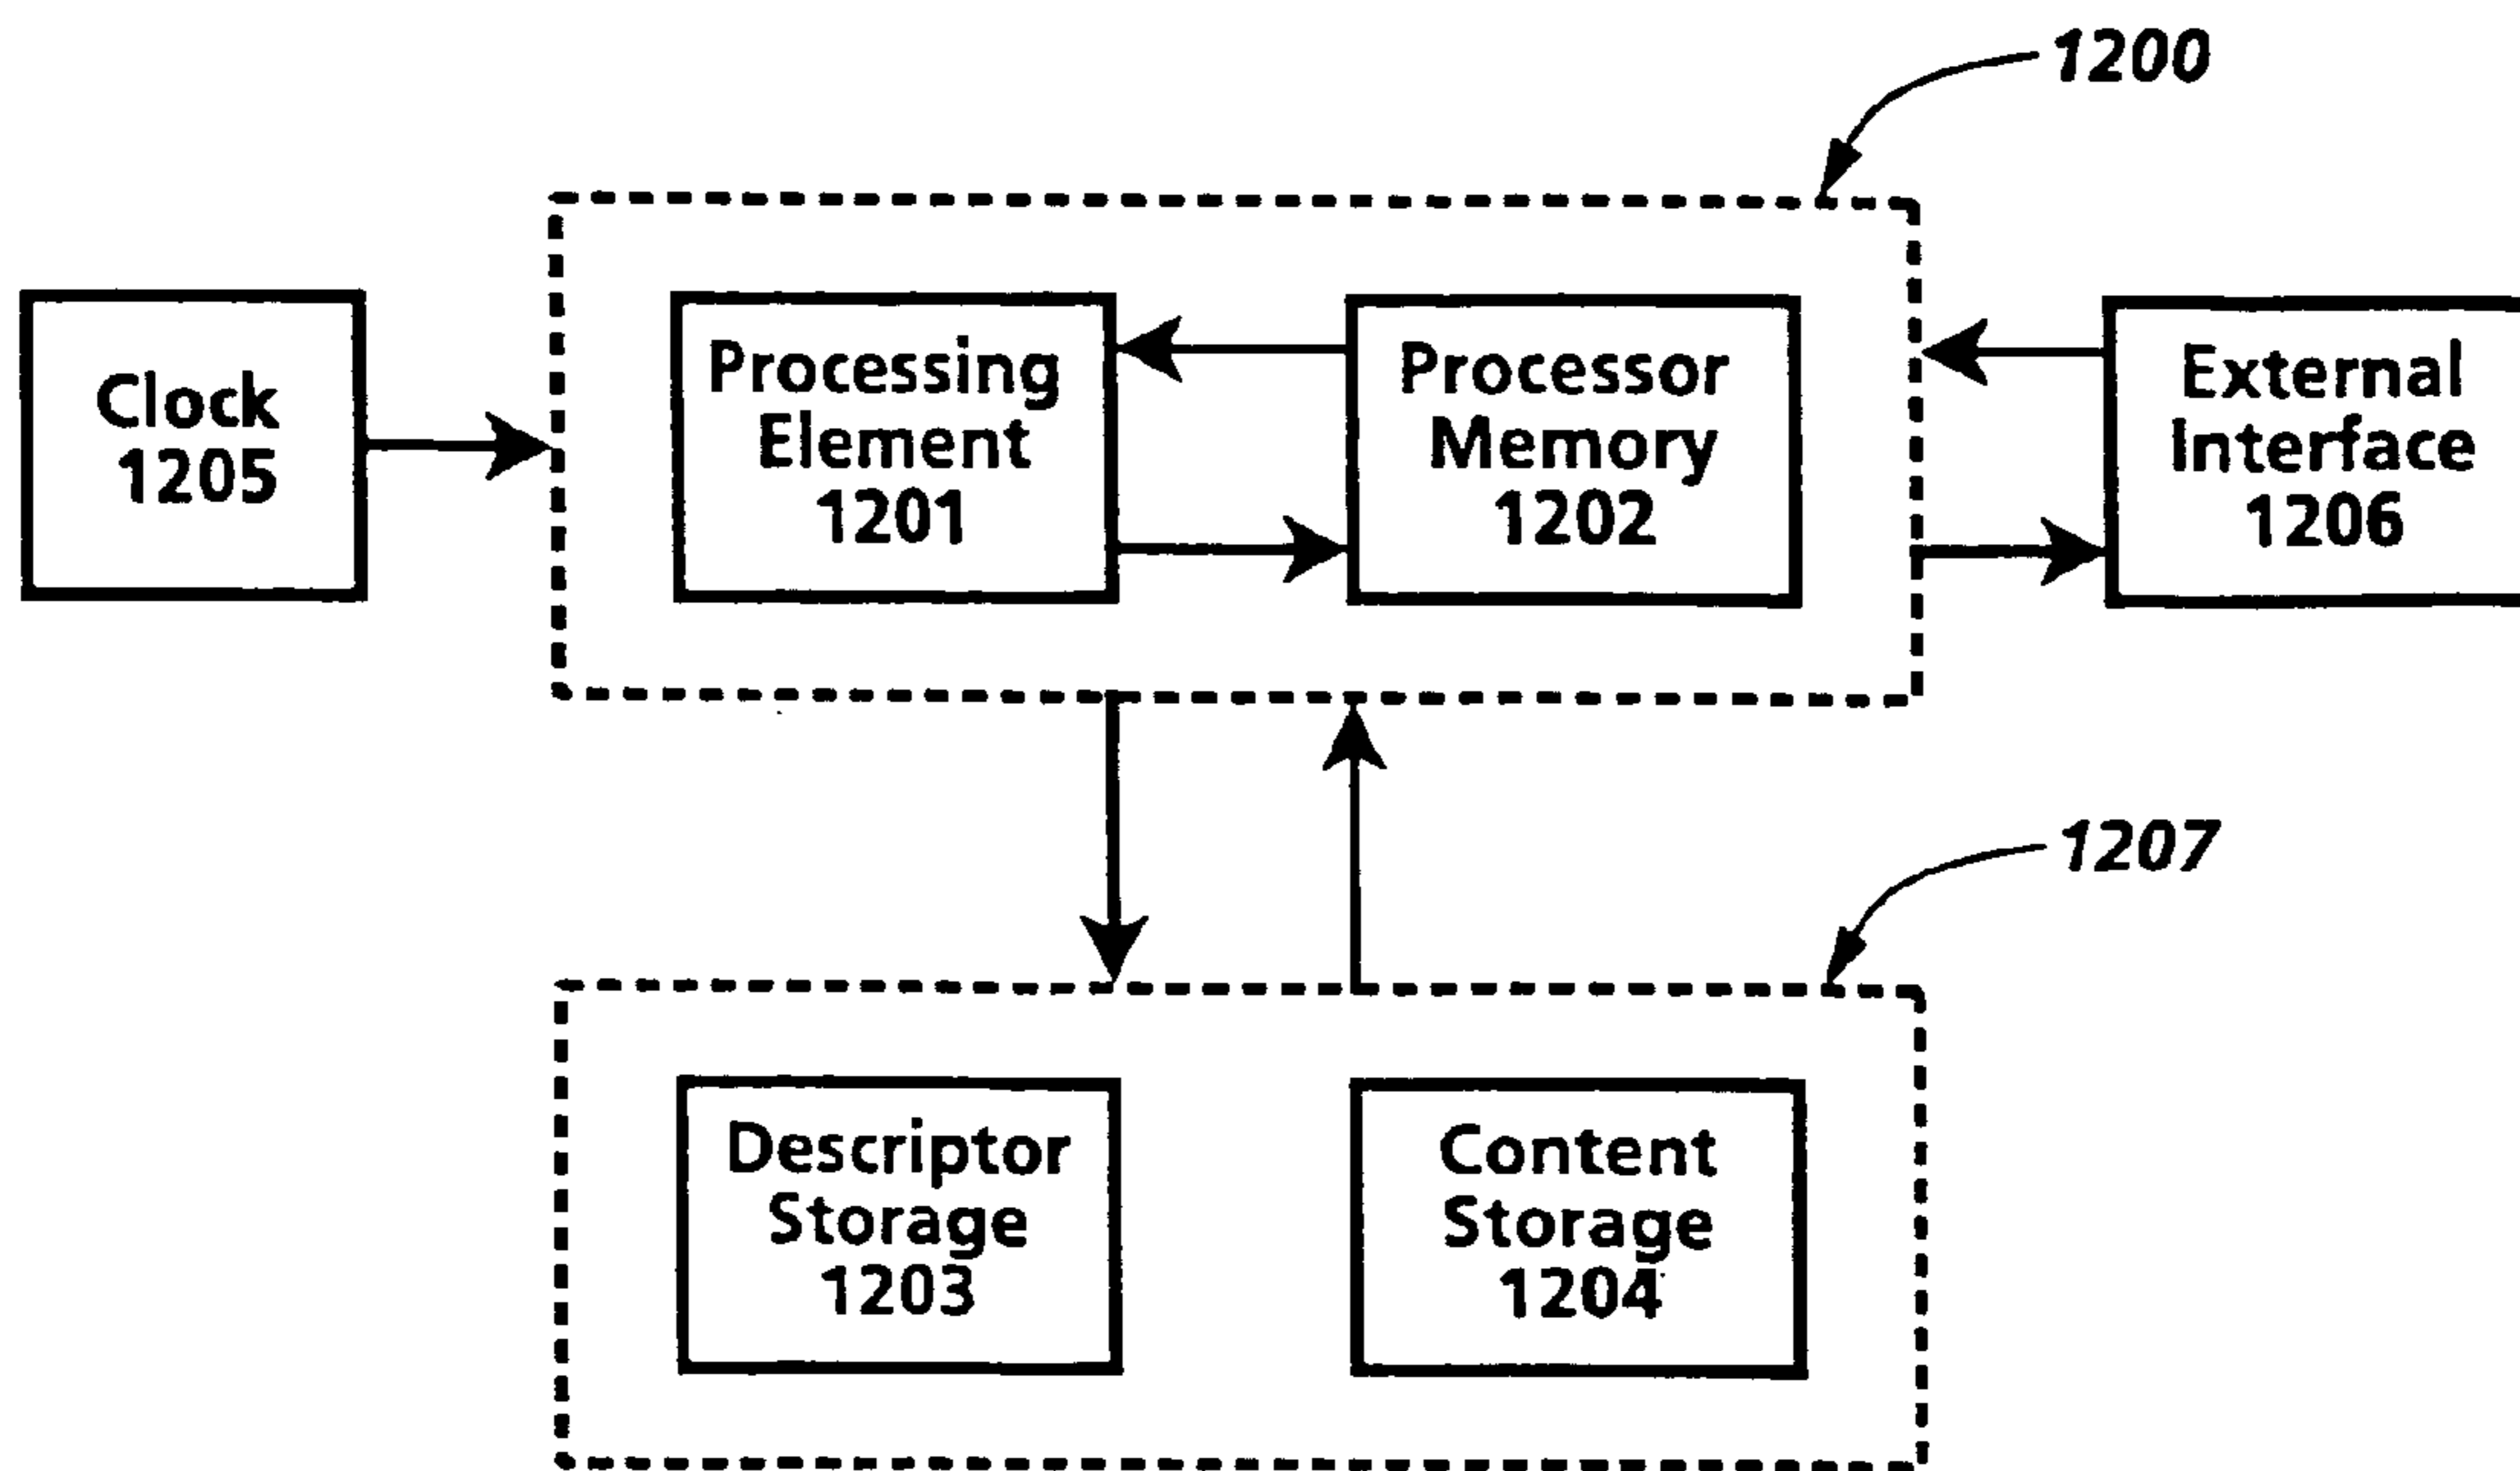 1200
Clock
1205
Processing
Element
1201
Processor
Memory
1202
External
Interface
1206
1207
Descriptor
Storage
1203
Content
Storage
1204